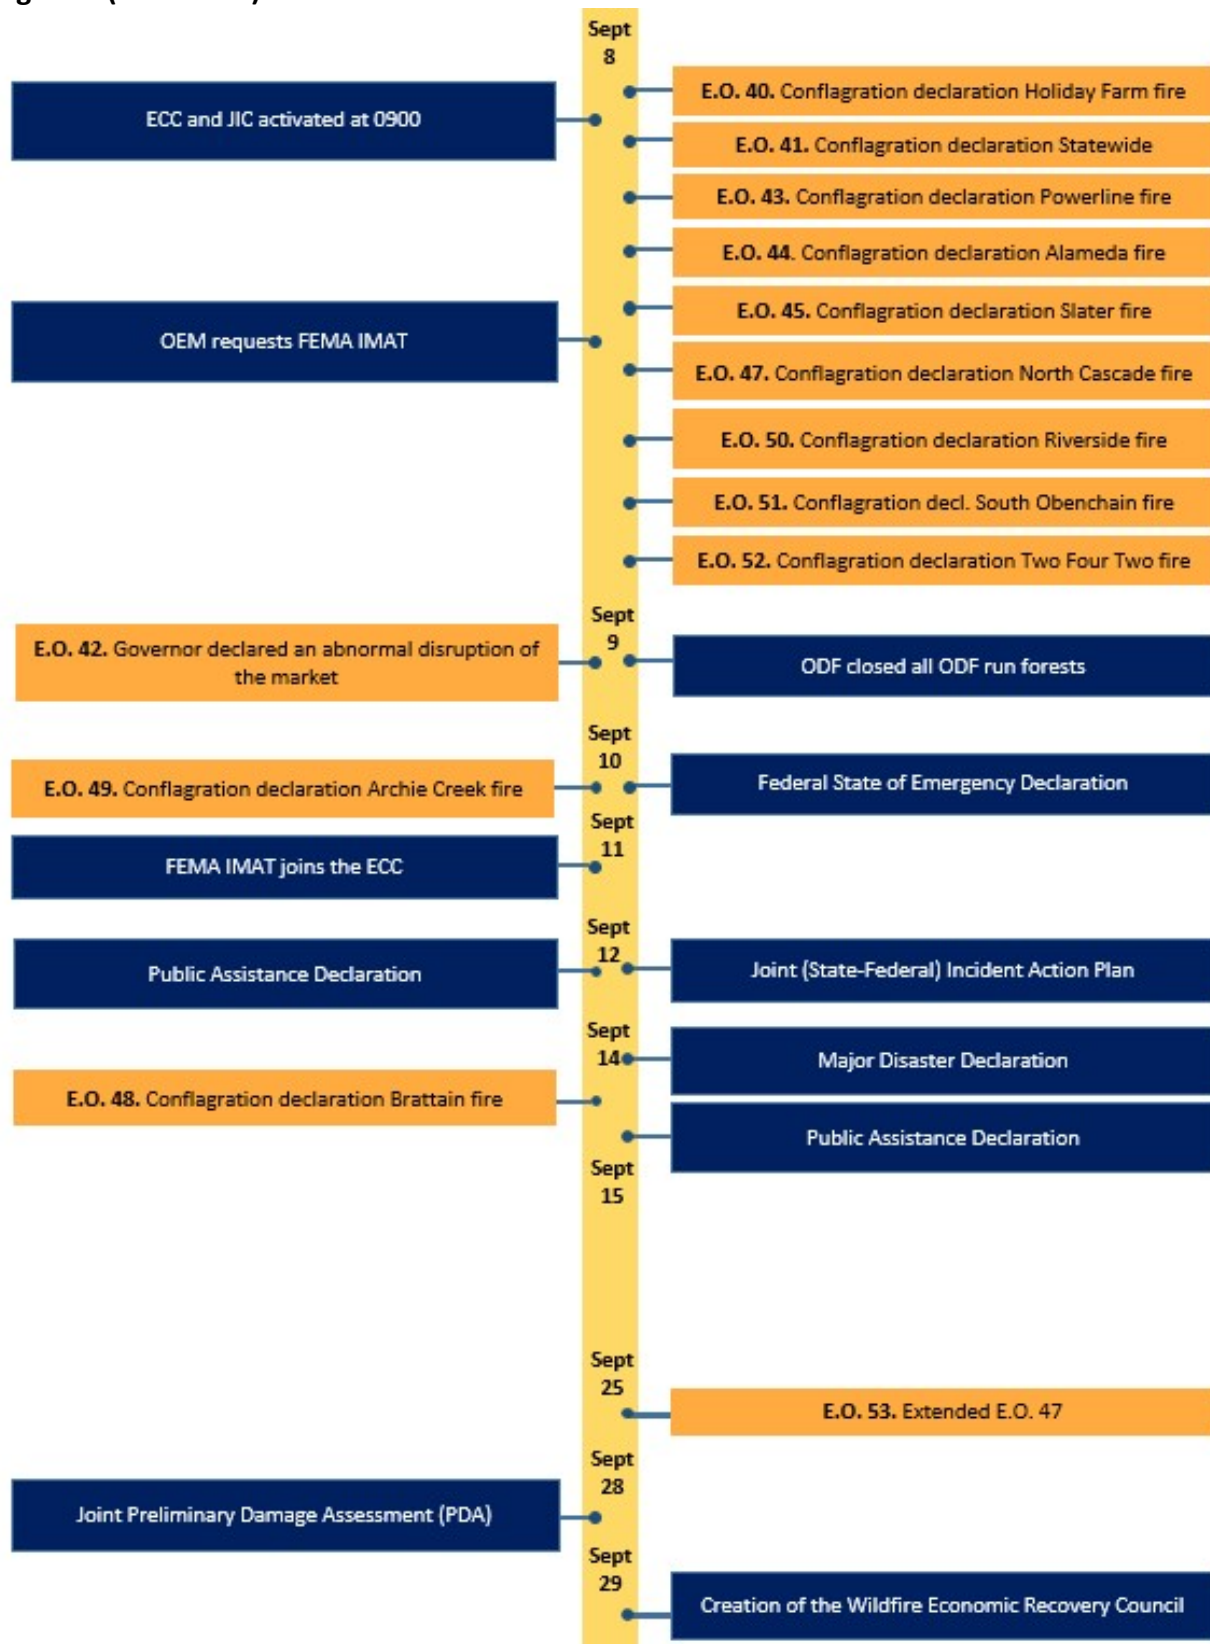 Sept
8
E.O. 40. Conflagration declaration Holiday Farm fire
ECC and JIC activated at 0900
E.O. 41. Conflagration declaration Statewide
E.O. 43. Conflagration declaration Powerline fire
E.O. 44. Conflagration declaration Alameda fire
E.O. 45. Conflagration declaration Slater fire
OEM requests FEMA IMAT
E.O. 47. Conflagration declaration North Cascade fire
E.O. 50. Conflagration declaration Riverside fire
E.O. 51. Conflagration decl. South Obenchain fire
E.O. 52. Conflagration declaration Two Four Two fire
Sept
9
E.O. 42. Governor declared an abnormal disruption of
the market
ODF closed all ODF run forests
Sept
10
E.O. 49. Conflagration declaration Archie Creek fire
Federal State of Emergency Declaration
Sept
11
FEMA IMAT joins the ECC
Sept
12
Public Assistance Declaration
Joint (State-Federal) Incident Action Plan
Sept
14
Major Disaster Declaration
E.O. 48. Conflagration declaration Brattain fire
Public Assistance Declaration
Sept
15
Sept
25
E.O. 53. Extended E.O. 47
Sept
28
Joint Preliminary Damage Assessment (PDA)
Sept
29
Creation of the Wildfire Economic Recovery Council